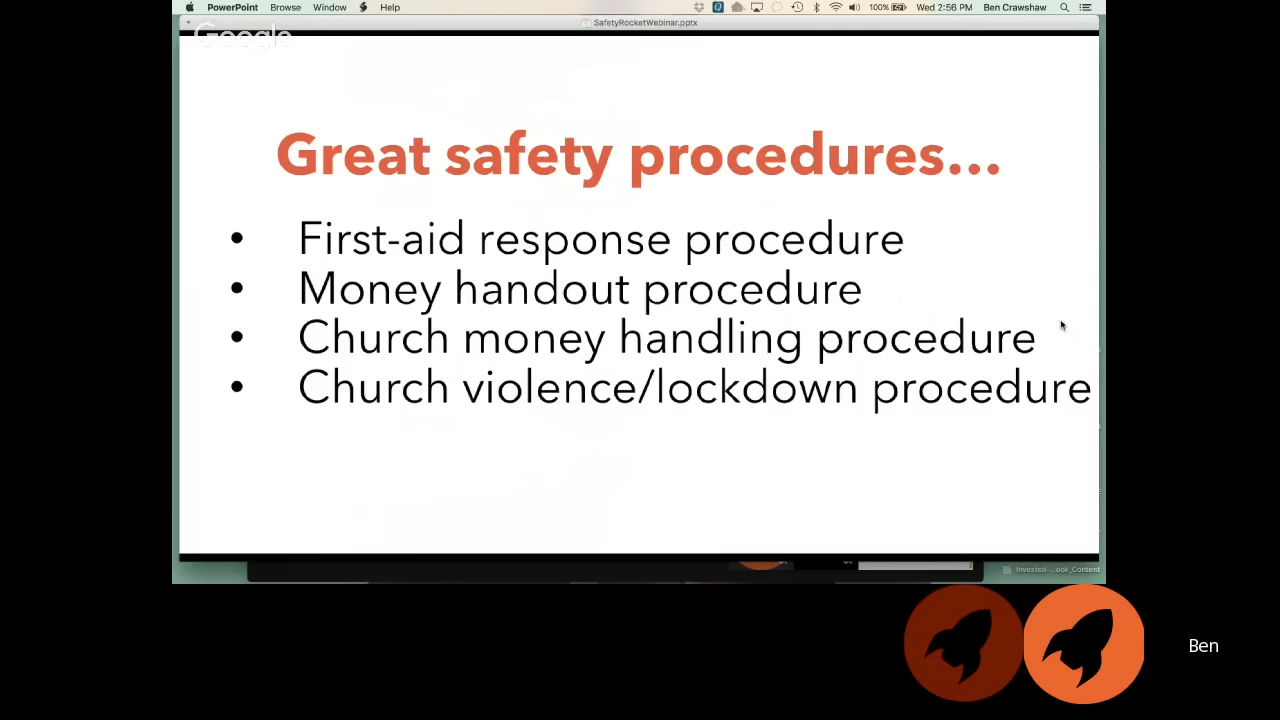 PowerPoint Browse Window Help 100% Wed 2:56 PM Ben Crawshaw
SafetyRocketWebinar.pptx
Google
Great safety procedures...
• First-aid response procedure
• Money handout procedure
• Church money handling procedure
• Church violence/lockdown procedure
Invested-...ook_Content
Ben